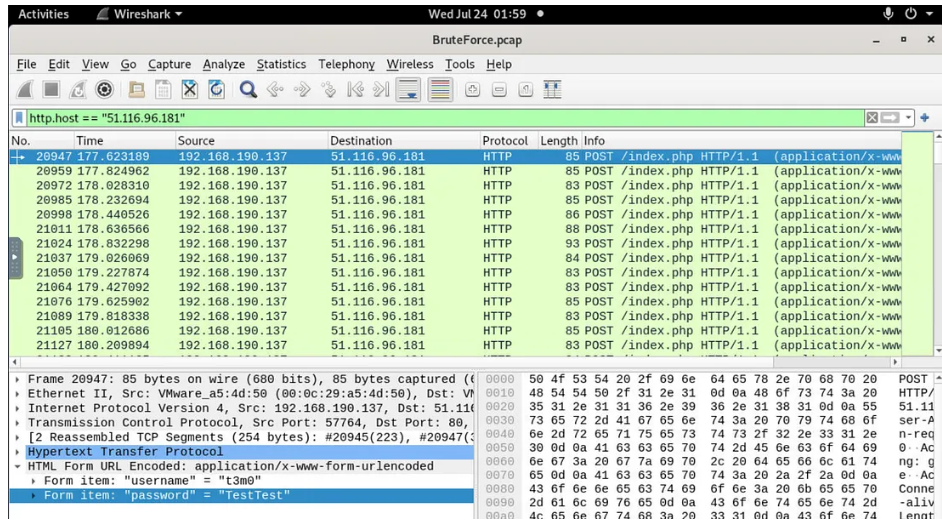 Activities Wireshark Wed Jul 24 01:59
BruteForce.pcap
File Edit View Go Capture Analyze Statistics Telephony Wireless Tools Help
http.host == "51.116.96.181"
No. Time Source Destination Protocol Length Info
20947 177.623189 192.168.190.137 51.116.96.181 HTTP 85 POST /index.php HTTP/1.1 (application/x-www
20959 177.824962 192.168.190.137 51.116.96.181 HTTP 85 POST /index.php HTTP/1.1 (application/x-www
20972 178.028310 192.168.190.137 51.116.96.181 HTTP 83 POST /index.php HTTP/1.1 (application/x-www
20985 178.232694 192.168.190.137 51.116.96.181 HTTP 85 POST /index.php HTTP/1.1 (application/x-www
20998 178.440526 192.168.190.137 51.116.96.181 HTTP 86 POST /index.php HTTP/1.1 (application/x-www
21011 178.636566 192.168.190.137 51.116.96.181 HTTP 88 POST /index.php HTTP/1.1 (application/x-www
21024 178.832298 192.168.190.137 51.116.96.181 HTTP 93 POST /index.php HTTP/1.1 (application/x-www
21037 179.026069 192.168.190.137 51.116.96.181 HTTP 84 POST /index.php HTTP/1.1 (application/x-www
21050 179.227874 192.168.190.137 51.116.96.181 HTTP 83 POST /index.php HTTP/1.1 (application/x-www
21064 179.427092 192.168.190.137 51.116.96.181 HTTP 83 POST /index.php HTTP/1.1 (application/x-www
21076 179.625902 192.168.190.137 51.116.96.181 HTTP 85 POST /index.php HTTP/1.1 (application/x-www
21089 179.818338 192.168.190.137 51.116.96.181 HTTP 83 POST /index.php HTTP/1.1 (application/x-www
21105 180.012686 192.168.190.137 51.116.96.181 HTTP 85 POST /index.php HTTP/1.1 (application/x-www
21127 180.209894 192.168.190.137 51.116.96.181 HTTP 83 POST /index.php HTTP/1.1 (application/x-www
Frame 20947: 85 bytes on wire (680 bits), 85 bytes captured (6
Ethernet II, Src: VMware_a5:4d:50 (00:0c:29:a5:4d:50), Dst: VM
Internet Protocol Version 4, Src: 192.168.190.137, Dst: 51.116
Transmission Control Protocol, Src Port: 57764, Dst Port: 80,
[2 Reassembled TCP Segments (254 bytes): #20945(223), #20947(3
Hypertext Transfer Protocol
HTML Form URL Encoded: application/x-www-form-urlencoded
Form item: "username" = "t3m0"
Form item: "password" = "TestTest"
0000 50 4f 53 54 20 2f 69 6e 64 65 78 2e 70 68 70 20 POST
0010 48 54 54 50 2f 31 2e 31 0d 0a 48 6f 73 74 3a 20 HTTP/
0020 35 31 2e 31 31 36 2e 39 36 2e 31 38 31 0d 0a 55 51.11
0030 73 65 72 2d 41 67 65 6e 74 3a 20 70 79 74 68 6f ser-A
0040 6e 2d 72 65 71 75 65 73 74 73 2f 32 2e 33 31 2e n-req
0050 30 0d 0a 41 63 63 65 70 74 2d 45 6e 63 6f 64 69 0··Ac
0060 6e 67 3a 20 67 7a 69 70 2c 20 64 65 66 6c 61 74 ng: g
0070 65 0d 0a 41 63 63 65 70 74 3a 20 2a 2f 2a 0d 0a e··Ac
0080 43 6f 6e 6e 65 63 74 69 6f 6e 3a 20 6b 65 65 70 Conne
0090 2d 61 6c 69 76 65 0d 0a 43 6f 6e 74 65 6e 74 2d -aliv
00a0 4c 65 6e 67 74 68 3a 20 33 31 0d 0a 43 6f 6e 74 Lengt